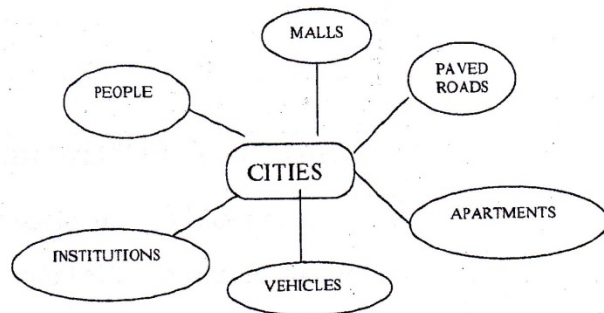 MALLS
PEOPLE
PAVED
ROADS
CITIES
APARTMENTS
INSTITUTIONS
VEHICLES